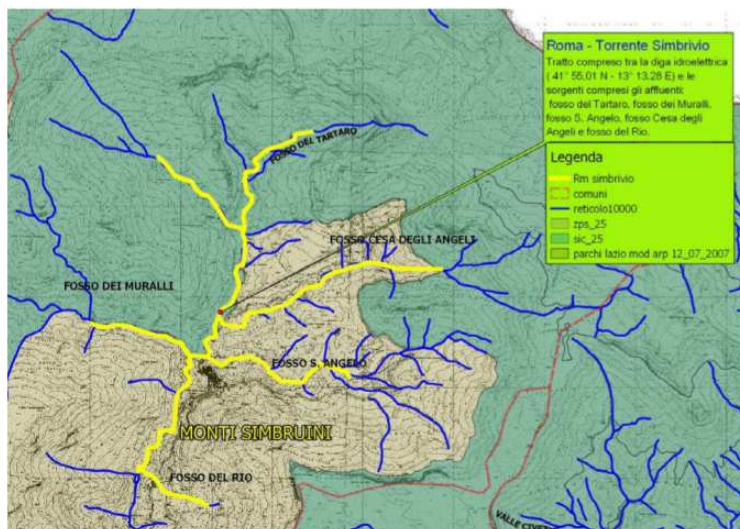 Roma - Torrente Simbrivio
Tratto compreso tra la diga idroelettrica
( 41° 55,01 N - 13° 13.28 E) e le
sorgenti compresi gli affluenti:
fosso del Tartaro, fosso dei Muralli,
fosso S. Angelo, fosso Cesa degli
Angeli e fosso del Rio.
Legenda
Rm simbrivio
comuni
reticolo10000
zps_25
sic_25
parchi lazio mod arp 12_07_2007
FOSSO DEL TARTARO
FOSSO CESA DEGLI ANGELI
FOSSO DEI MURALLI
FOSSO S. ANGELO
MONTI SIMBRUINI
FOSSO DEL RIO